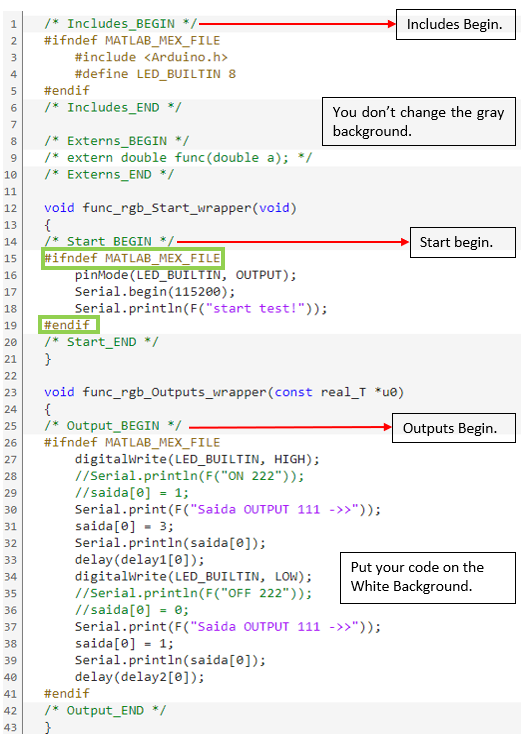 1 /* Includes_BEGIN */
Includes Begin.
2 #ifndef MATLAB_MEX_FILE
3 #include <Arduino.h>
4 #define LED_BUILTIN 8
5 #endif
6 /* Includes_END */
7
You don’t change the gray
background.
8 /* Externs_BEGIN */
9 /* extern double func(double a); */
10 /* Externs_END */
11
12 void func_rgb_Start_wrapper(void)
13 {
14 /* Start BEGIN */
Start begin.
15 #ifndef MATLAB_MEX_FILE
16 pinMode(LED_BUILTIN, OUTPUT);
17 Serial.begin(115200);
18 Serial.println(F("start test!"));
19 #endif
20 /* Start_END */
21 }
22
23 void func_rgb_Outputs_wrapper(const real_T *u0)
24 {
25 /* Output_BEGIN */
Outputs Begin.
26 #ifndef MATLAB_MEX_FILE
27 digitalWrite(LED_BUILTIN, HIGH);
28 //Serial.println(F("ON 222"));
29 //saida[0] = 1;
30 Serial.print(F("Saida OUTPUT 111 ->>"));
31 saida[0] = 3;
32 Serial.println(saida[0]);
33 delay(delay1[0]);
34 digitalWrite(LED_BUILTIN, LOW);
Put your code on the
White Background.
35 //Serial.println(F("OFF 222"));
36 //saida[0] = 0;
37 Serial.print(F("Saida OUTPUT 111 ->>"));
38 saida[0] = 1;
39 Serial.println(saida[0]);
40 delay(delay2[0]);
41 #endif
42 /* Output_END */
43 }